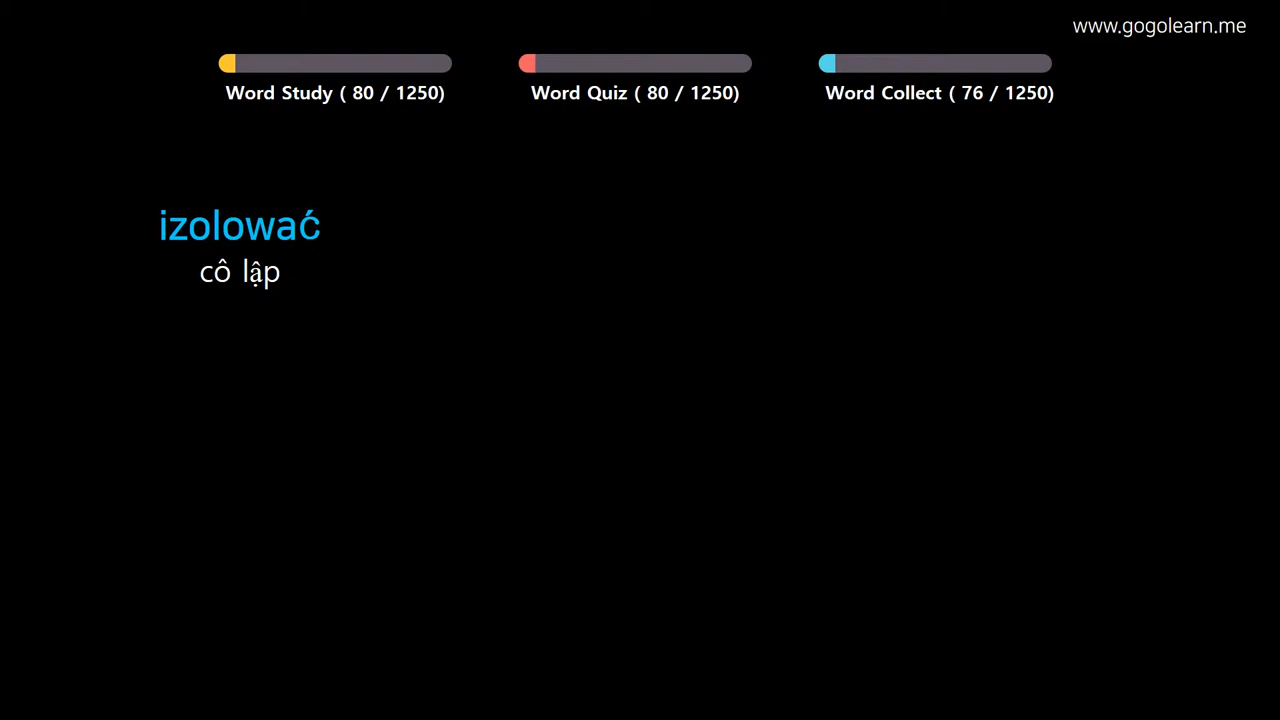 www.gogolearn.me
Word Study ( 80 / 1250)
Word Quiz ( 80 / 1250)
Word Collect ( 76 / 1250)
izolować
cô lập